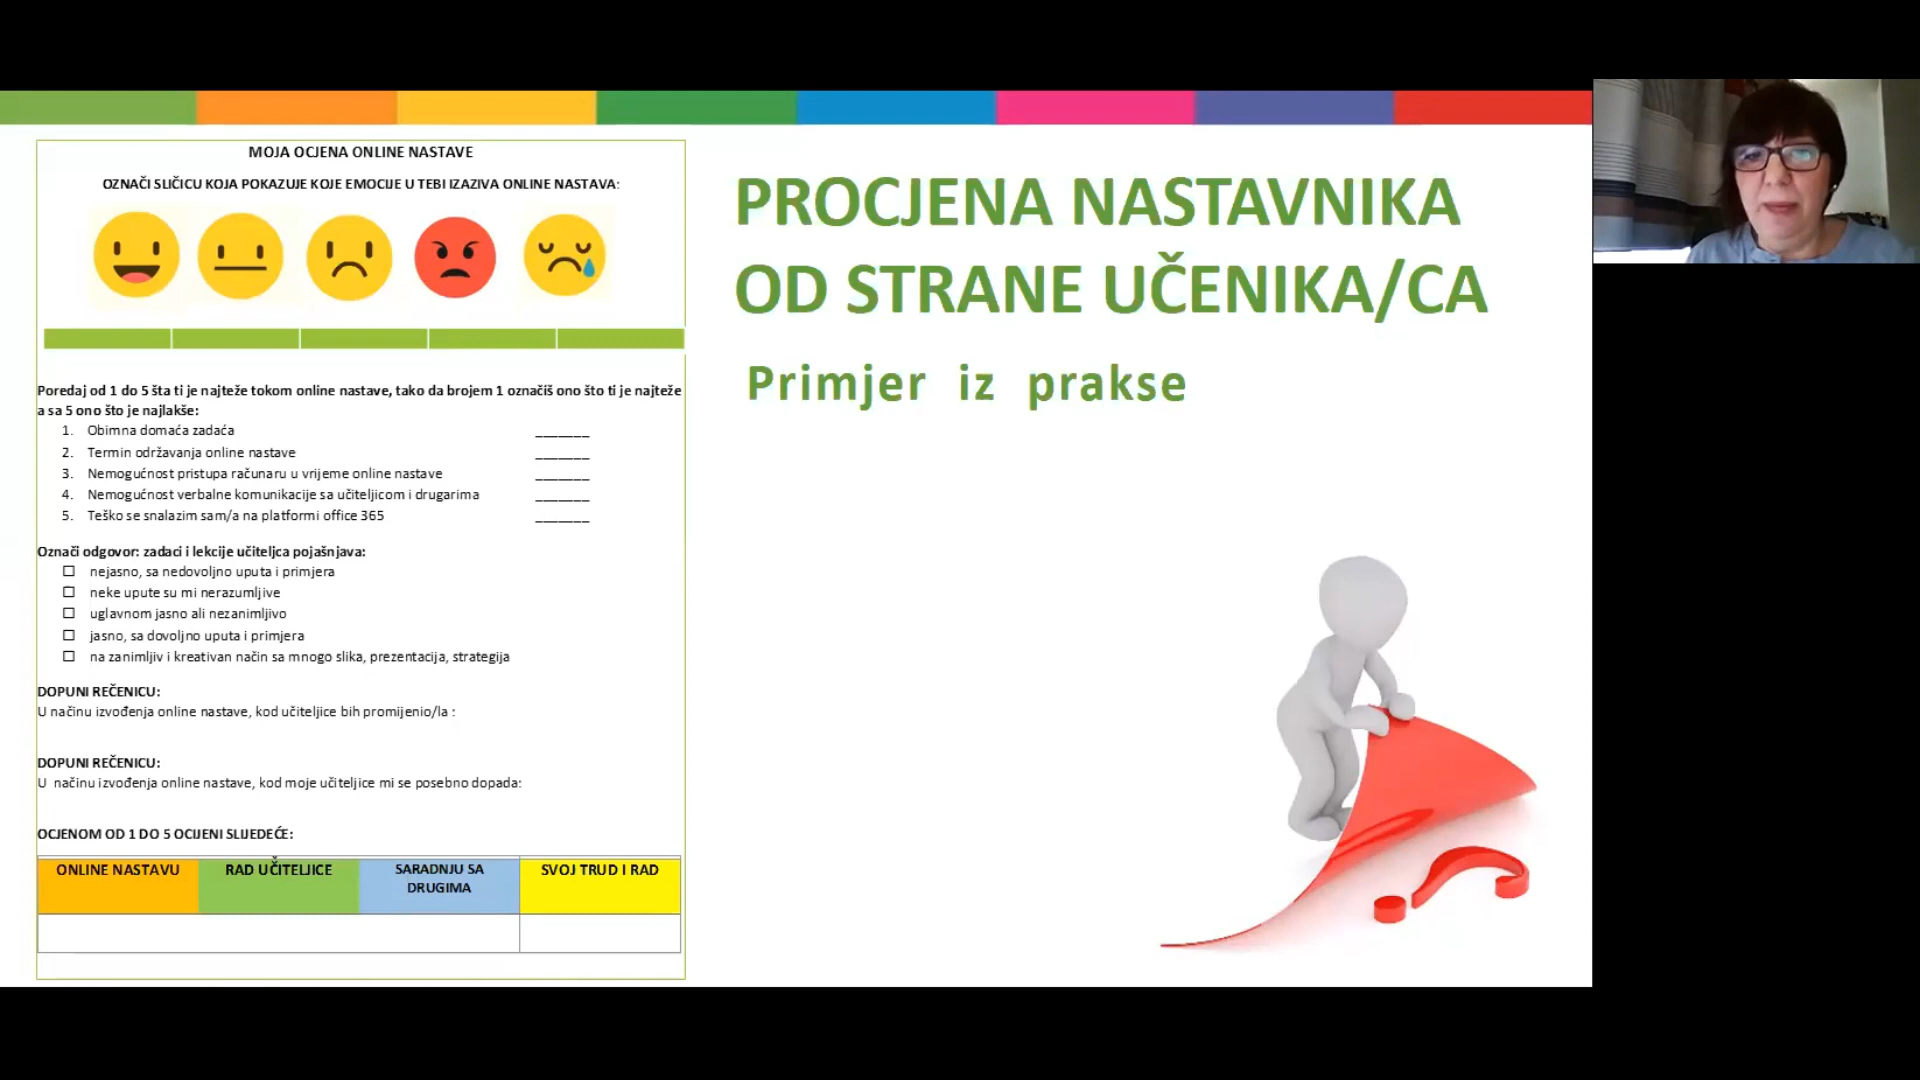 MOJA OCJENA ONLINE NASTAVE
OZNAČI SLIČICU KOJA POKAZUJE KOJE EMOCIJE U TEBI IZAZIVA ONLINE NASTAVA:
Poredaj od 1 do 5 šta ti je najteže tokom online nastave, tako da brojem 1 označiš ono što ti je najteže
a sa 5 ono što je najlakše:
1. Obimna domaća zadaća _______
2. Termin održavanja online nastave _______
3. Nemogućnost pristupa računaru u vrijeme online nastave _______
4. Nemogućnost verbalne komunikacije sa učiteljicom i drugarima _______
5. Teško se snalazim sam/a na platformi office 365 _______
Označi odgovor: zadaci i lekcije učiteljca pojašnjava:
☐ nejasno, sa nedovoljno uputa i primjera
☐ neke upute su mi nerazumljive
☐ uglavnom jasno ali nezanimljivo
☐ jasno, sa dovoljno uputa i primjera
☐ na zanimljiv i kreativan način sa mnogo slika, prezentacija, strategija
DOPUNI REČENICU:
U načinu izvođenja online nastave, kod učiteljice bih promijenio/la :
DOPUNI REČENICU:
U načinu izvođenja online nastave, kod moje učiteljice mi se posebno dopada:
OCJENOM OD 1 DO 5 OCIJENI SLIJEDEĆE:
ONLINE NASTAVU RAD UČITELJICE SARADNJU SA DRUGIMA SVOJ TRUD I RAD
PROCJENA NASTAVNIKA
OD STRANE UČENIKA/CA
Primjer iz prakse